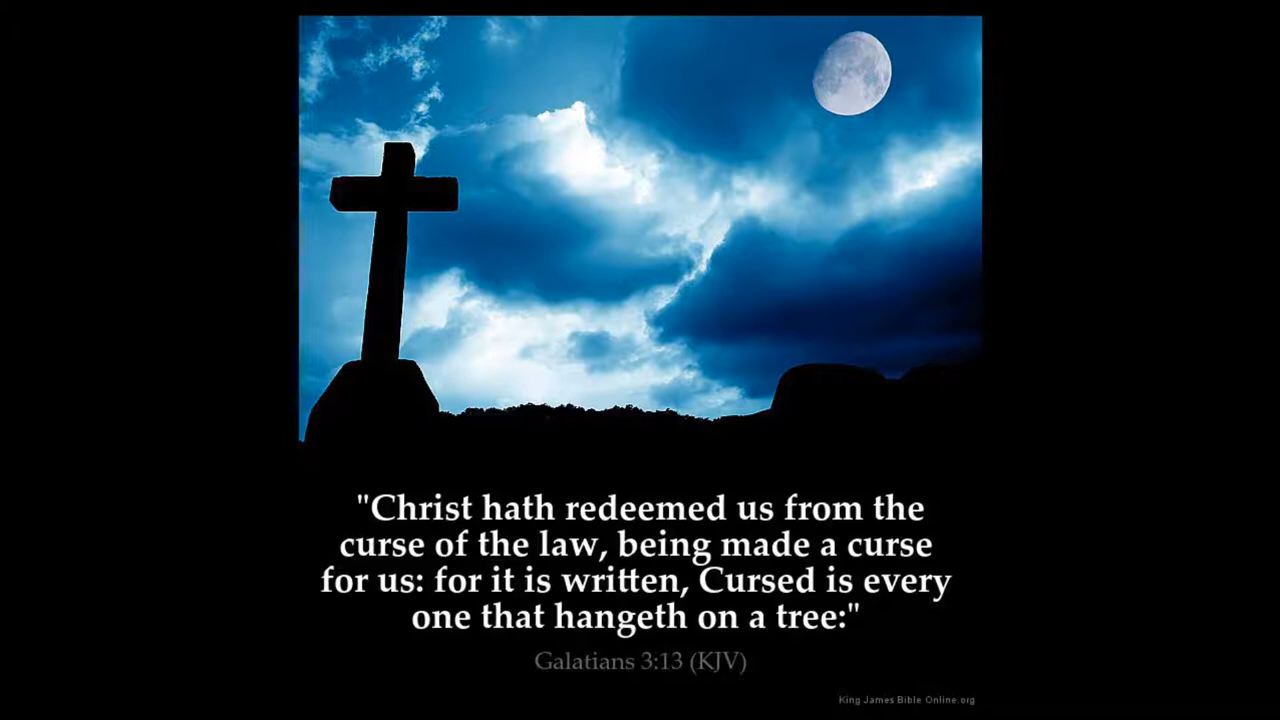 "Christ hath redeemed us from the
curse of the law, being made a curse
for us: for it is written, Cursed is every
one that hangeth on a tree:"
Galatians 3:13 (KJV)
King James Bible Online.org